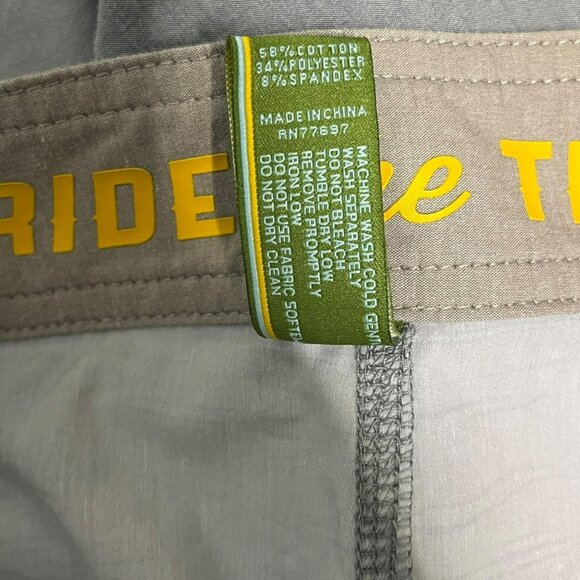 58% COTTON
34% POLYESTER
8% SPANDEX
MADE IN CHINA
RN77697
MACHINE WASH COLD
WASH SEPARATELY
DO NOT BLEACH
TUMBLE DRY LOW
REMOVE PROMPTLY
IRON LOW
DO NOT USE FABRIC
DO NOT DRY CLEAN
RIDE